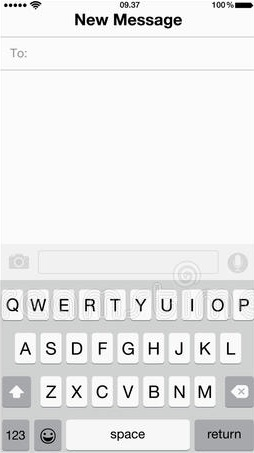 09.37 100%
New Message
To:
Q W E R T Y U I O P
A S D F G H J K L
Z X C V B N M
123 space return